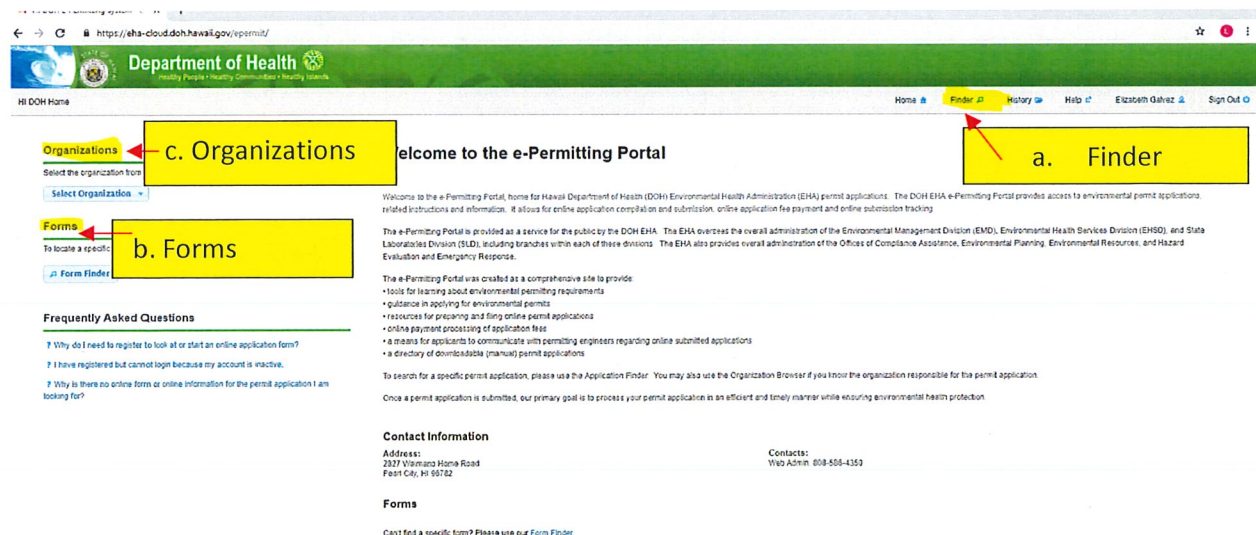 https://eha-cloud.doh.hawaii.gov/epermit/
Department of Health
Healthy People • Healthy Communities • Healthy Islands
HI DOH Home
Home
Finder
History
Help
Elizabeth Galvez
Sign Out
a. Finder
Organizations
c. Organizations
Select the organization from
Select Organization
Forms
b. Forms
To locate a specific
Form Finder
Frequently Asked Questions
? Why do I need to register to look at or start an online application form?
? I have registered but cannot login because my account is inactive.
? Why is there no online form or online information for the permit application I am
looking for?
elcome to the e-Permitting Portal
Welcome to the e-Permitting Portal, home for Hawaii Department of Health (DOH) Environmental Health Administration (EHA) permit applications. The DOH EHA e-Permitting Portal provides access to environmental permit applications,
related instructions and information. It allows for online application compilation and submission, online application fee payment and online submission tracking
The e-Permitting Portal is provided as a service for the public by the DOH EHA. The EHA oversees the overall administration of the Environmental Management Division (EMD), Environmental Health Services Division (EHSD), and State
Laboratories Division (SLD), including branches within each of these divisions. The EHA also provides overall administration of the Offices of Compliance Assistance, Environmental Planning, Environmental Resources, and Hazard
Evaluation and Emergency Response.
The e-Permitting Portal was created as a comprehensive site to provide:
• tools for learning about environmental permitting requirements
• guidance in applying for environmental permits
• resources for preparing and filing online permit applications
• online payment processing of application fees
• a means for applicants to communicate with permitting engineers regarding online submitted applications
• a directory of downloadable (manual) permit applications
To search for a specific permit application, please use the Application Finder. You may also use the Organization Browser if you know the organization responsible for the permit application.
Once a permit application is submitted, our primary goal is to process your permit application in an efficient and timely manner while ensuring environmental health protection.
Contact Information
Address:
2827 Waimano Home Road
Pearl City, HI 96782
Contacts:
Web Admin: 808-586-4350
Forms
Can't find a specific form? Please use our Form Finder